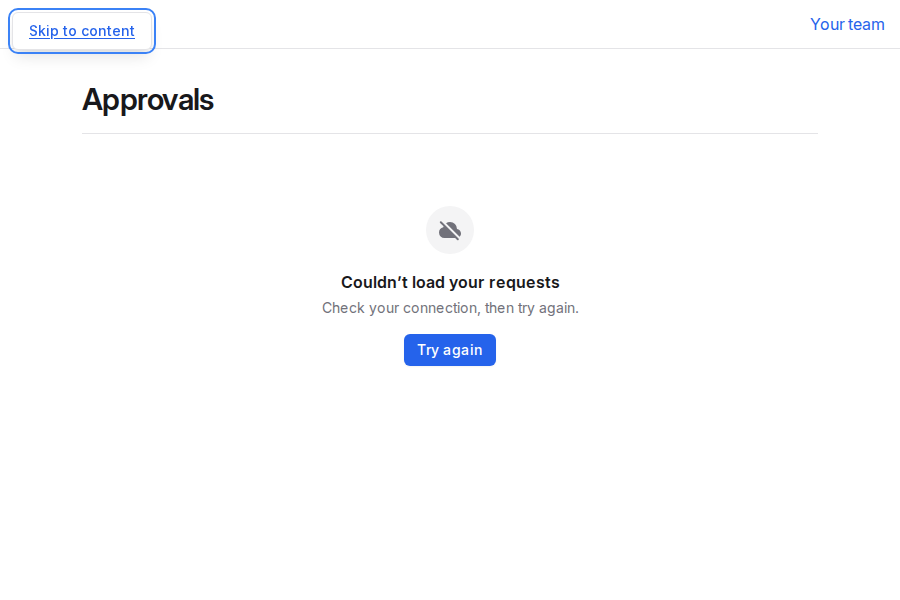 Skip to content
Your team
Approvals
Couldn’t load your requests
Check your connection, then try again.
Try again